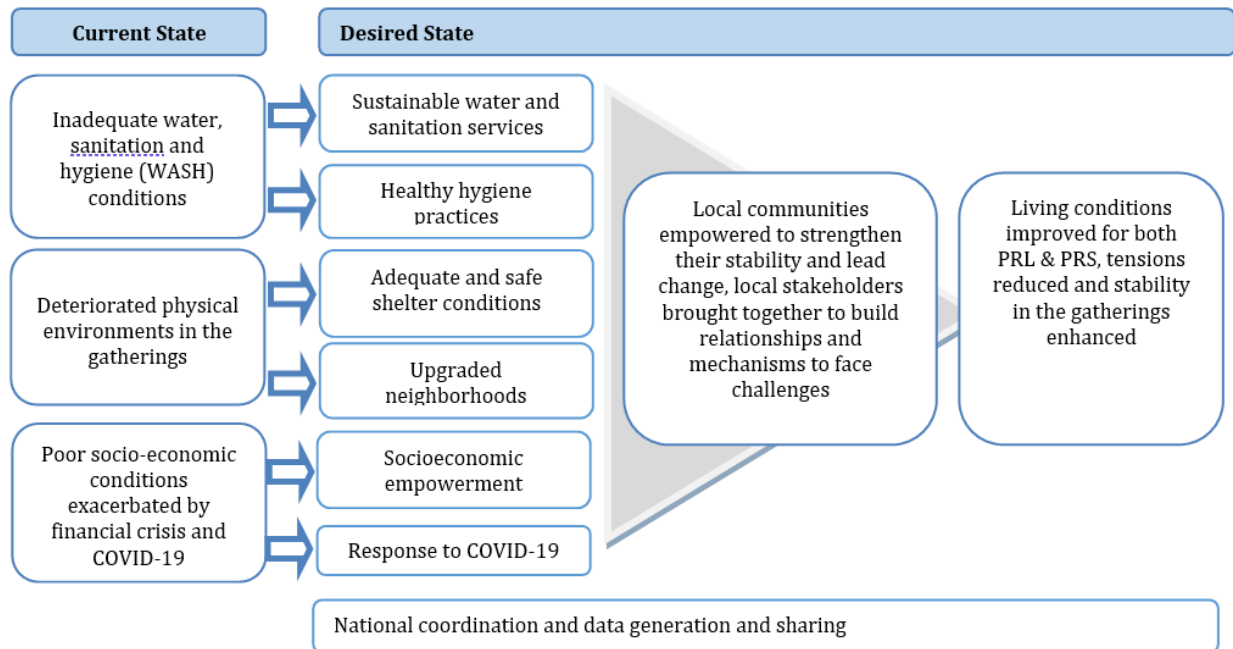 Current State
Desired State
Inadequate water,
sanitation and
hygiene (WASH)
conditions
Sustainable water and
sanitation services
Healthy hygiene
practices
Deteriorated physical
environments in the
gatherings
Adequate and safe
shelter conditions
Upgraded
neighborhoods
Poor socio-economic
conditions
exacerbated by
financial crisis and
COVID-19
Socioeconomic
empowerment
Response to COVID-19
Local communities
empowered to strengthen
their stability and lead
change, local stakeholders
brought together to build
relationships and
mechanisms to face
challenges
Living conditions
improved for both
PRL & PRS, tensions
reduced and stability
in the gatherings
enhanced
National coordination and data generation and sharing